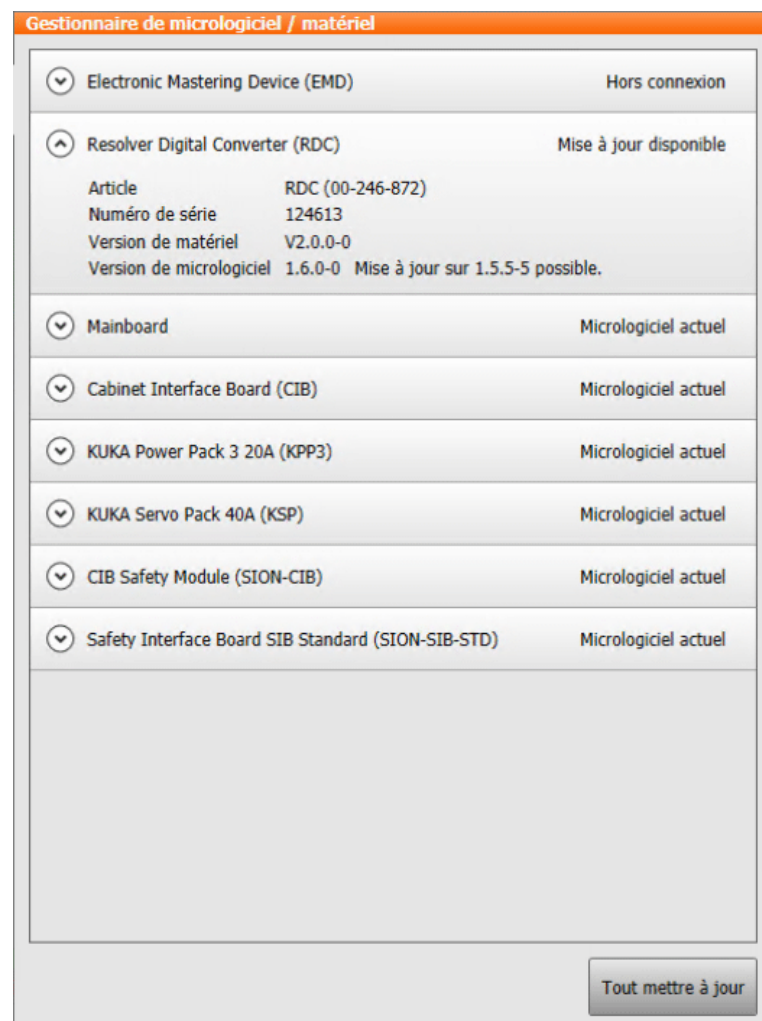 Gestionnaire de micrologiciel / matériel
Electronic Mastering Device (EMD) Hors connexion
Resolver Digital Converter (RDC) Mise à jour disponible
Article RDC (00-246-872)
Numéro de série 124613
Version de matériel V2.0.0-0
Version de micrologiciel 1.6.0-0 Mise à jour sur 1.5.5-5 possible.
Mainboard Micrologiciel actuel
Cabinet Interface Board (CIB) Micrologiciel actuel
KUKA Power Pack 3 20A (KPP3) Micrologiciel actuel
KUKA Servo Pack 40A (KSP) Micrologiciel actuel
CIB Safety Module (SION-CIB) Micrologiciel actuel
Safety Interface Board SIB Standard (SION-SIB-STD) Micrologiciel actuel
Tout mettre à jour